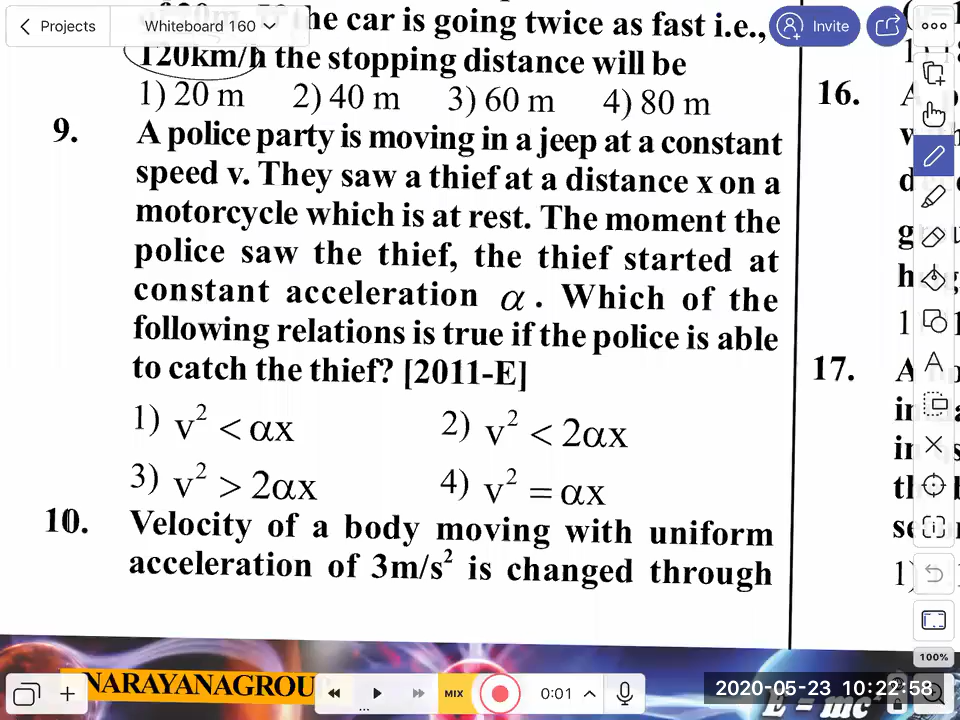 Projects
Whiteboard 160
Invite
the car is going twice as fast i.e.,
120km/h the stopping distance will be
1) 20 m 2) 40 m 3) 60 m 4) 80 m
9. A police party is moving in a jeep at a constant
speed v. They saw a thief at a distance x on a
motorcycle which is at rest. The moment the
police saw the thief, the thief started at
constant acceleration α. Which of the
following relations is true if the police is able
to catch the thief? [2011-E]
1) v² < αx 2) v² < 2αx
3) v² > 2αx 4) v² = αx
10. Velocity of a body moving with uniform
acceleration of 3m/s² is changed through
16.
17.
100%
NARAYANAGROU
MIX
0:01
2020-05-23 10:22:58
E = mc